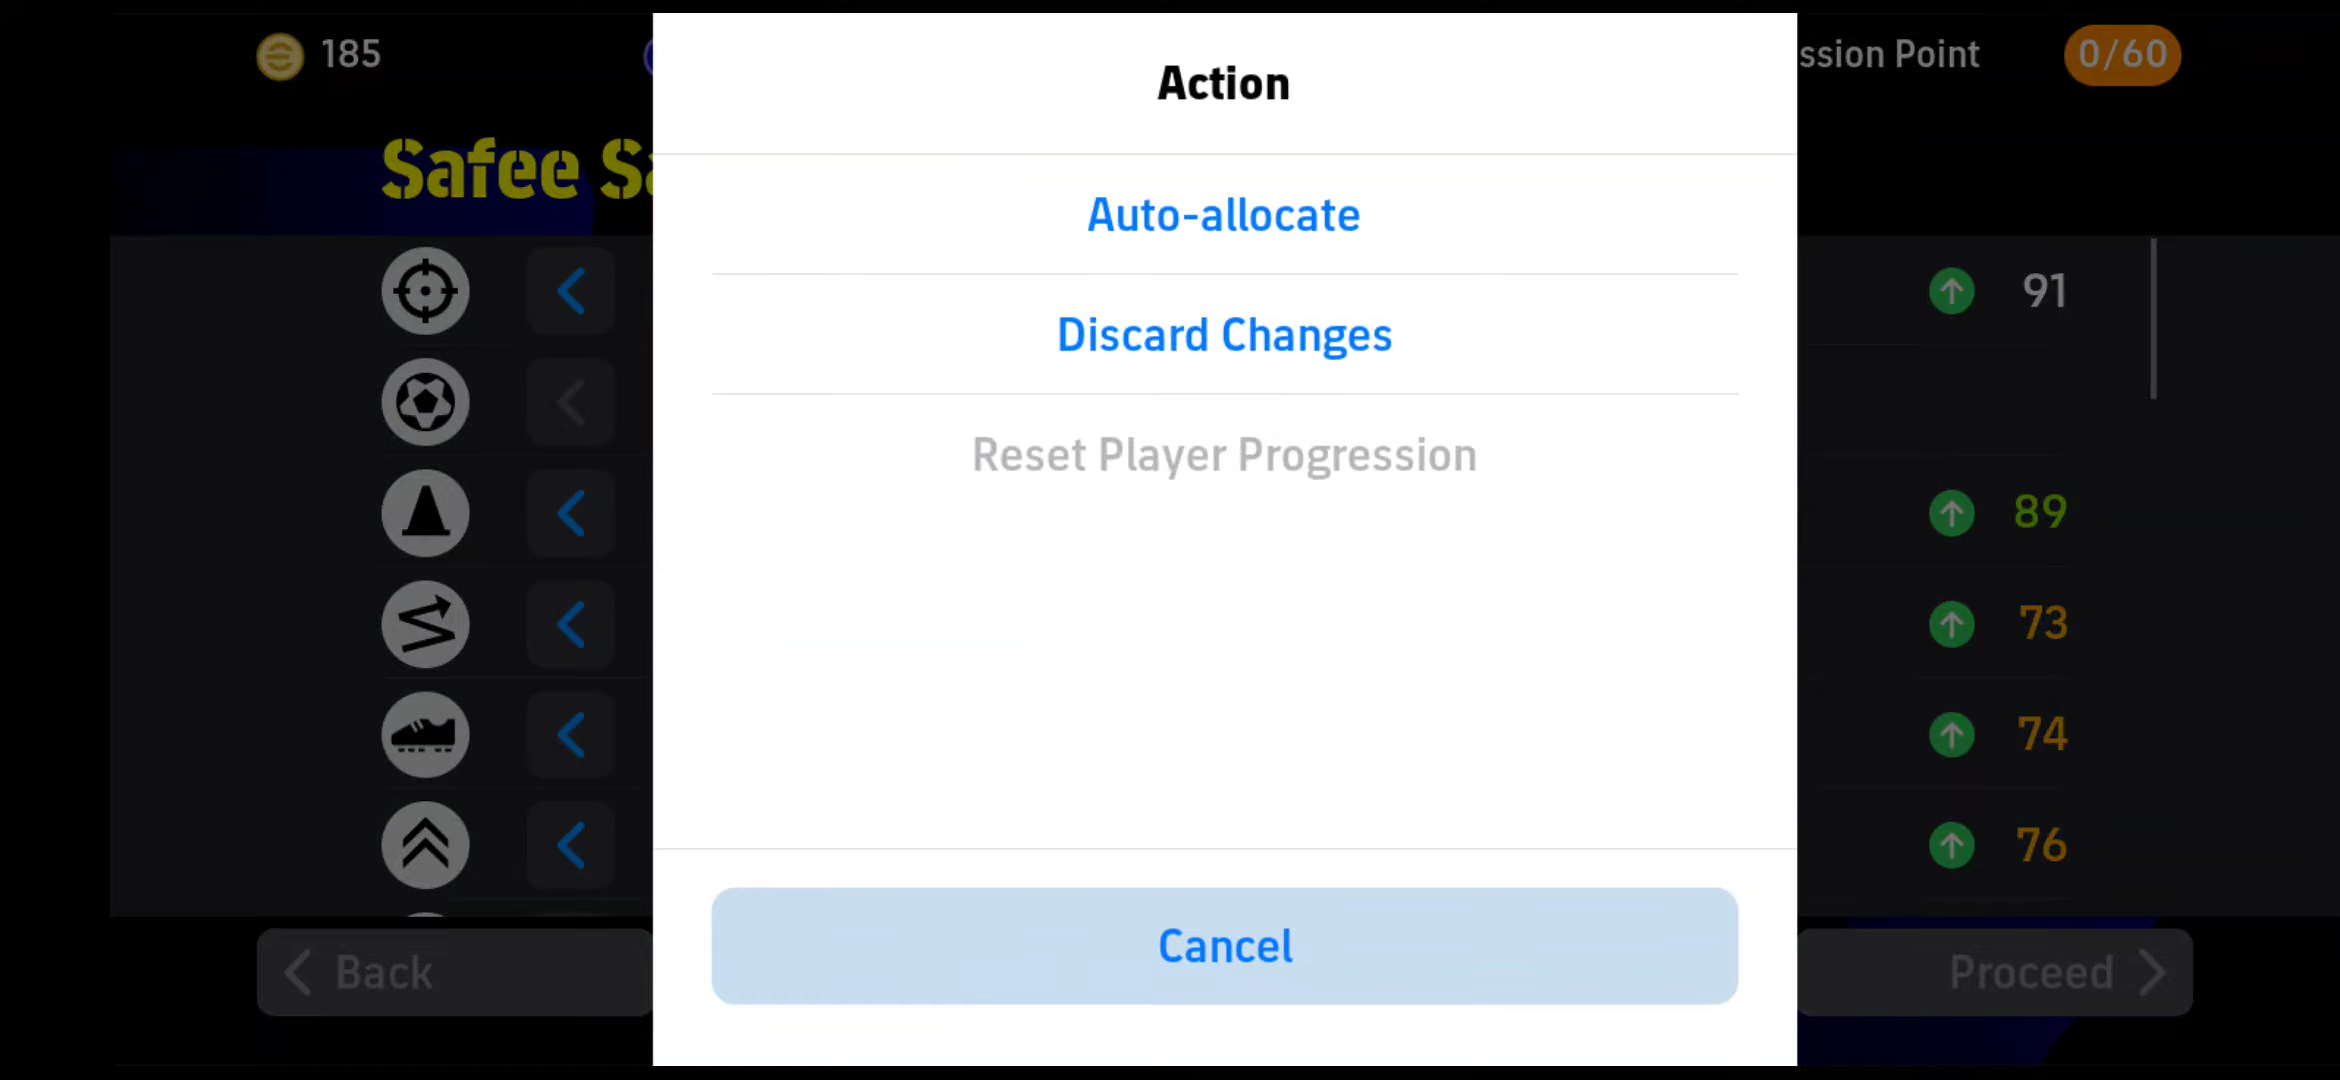 185
ssion Point
0/60
Action
Safee
Auto-allocate
91
Discard Changes
Reset Player Progression
89
73
74
76
Cancel
Back
Proceed